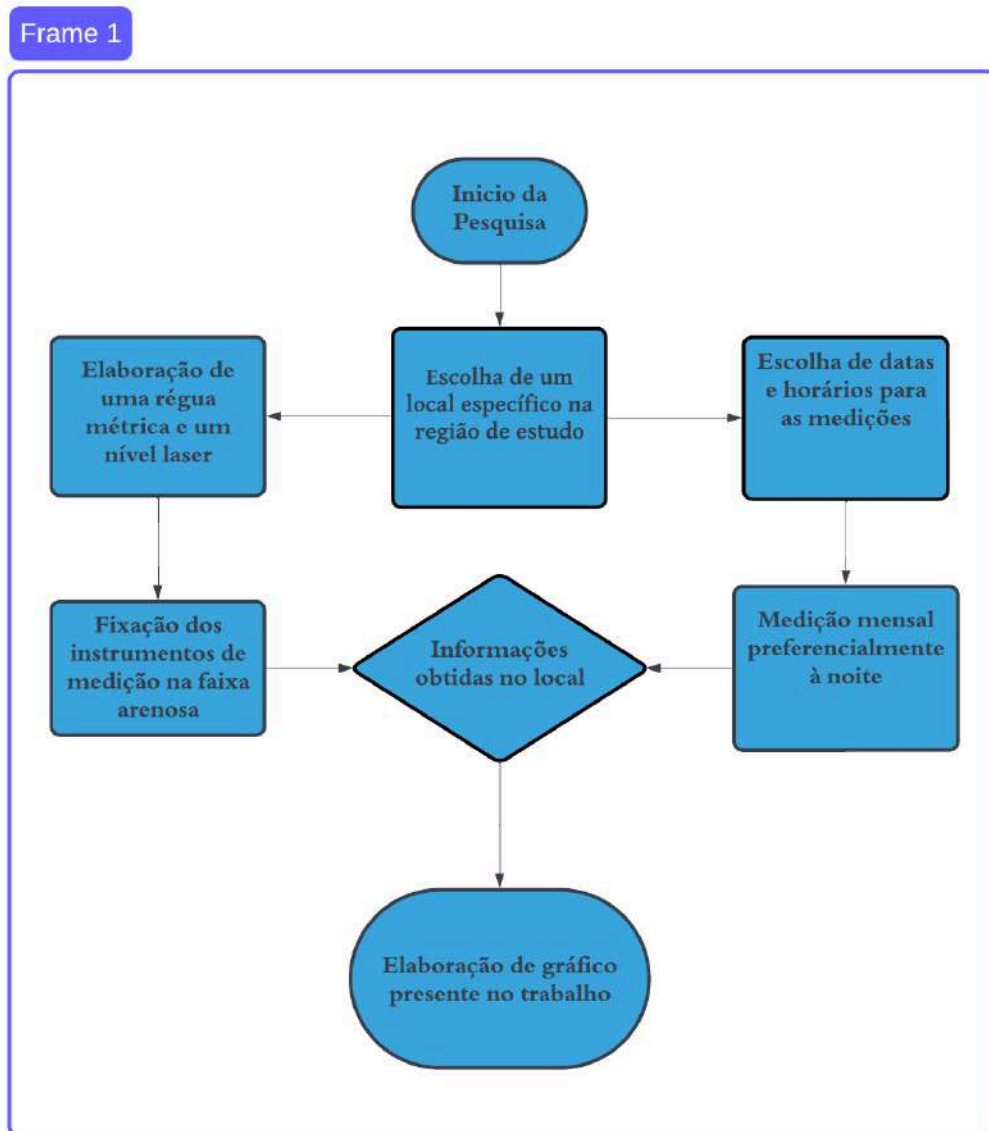 Frame 1
Inicio da
Pesquisa
Elaboração de
uma régua
métrica e um
nível laser
Escolha de um
local específico na
região de estudo
Escolha de datas
e horários para
as medições
Fixação dos
instrumentos de
medição na faixa
arenosa
Informações
obtidas no local
Medição mensal
preferencialmente
à noite
Elaboração de gráfico
presente no trabalho